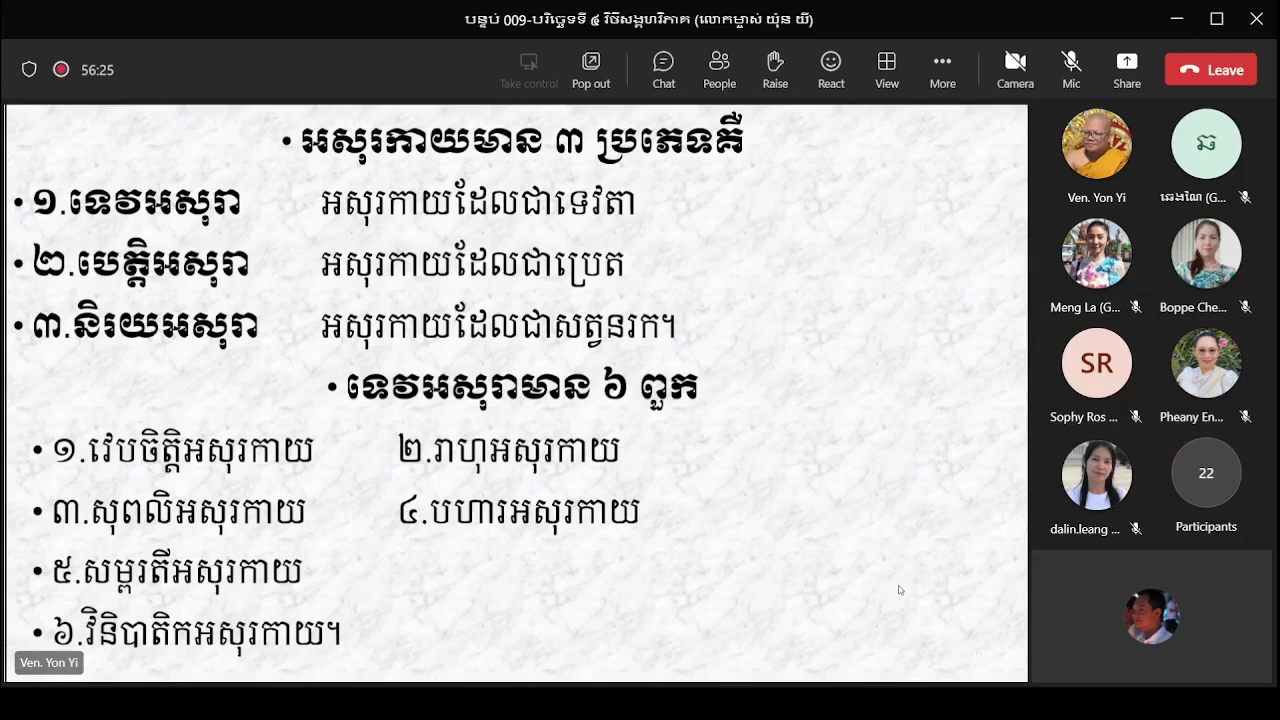 បន្ទប់ 009-បរិច្ឆេទទី ៤ វិថីសង្គហវិភាគ (លោកម្ចាស់ យ៉ុន យី)
56:25
Take control Pop out Chat People Raise React View More Camera Mic Share Leave
• អសុរកាយមាន ៣ ប្រភេទគឺ
• ១.ទេវអសុរា អសុរកាយដែលជាទេវតា
• ២.បេត្តិអសុរា អសុរកាយដែលជាប្រេត
• ៣.និរយអសុរា អសុរកាយដែលជាសត្វនរក។
• ទេវអសុរាមាន ៦ ពួក
• ១.វេបចិត្តិអសុរកាយ ២.រាហុអសុរកាយ
• ៣.សុពលិអសុរកាយ ៤.បហារអសុរកាយ
• ៥.សម្ពរតីអសុរកាយ
• ៦.វិនិបាតិកអសុរកាយ។
Ven. Yon Yi
Ven. Yon Yi
ឆ
ឆេងណៃ (G...
Meng La (G...
Boppe Che...
SR
Sophy Ros ...
Pheany En...
dalin.leang ...
22
Participants